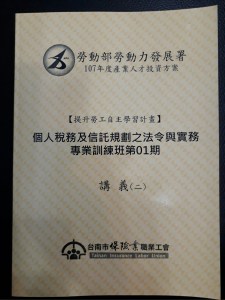 勞動部勞動力發展署
107年度產業人才投資方案
【提升勞工自主學習計畫】
個人稅務及信託規劃之法令與實務
專業訓練班第01期
講義(二)
台南市保險業職業工會
Tainan Insurance Labor Union